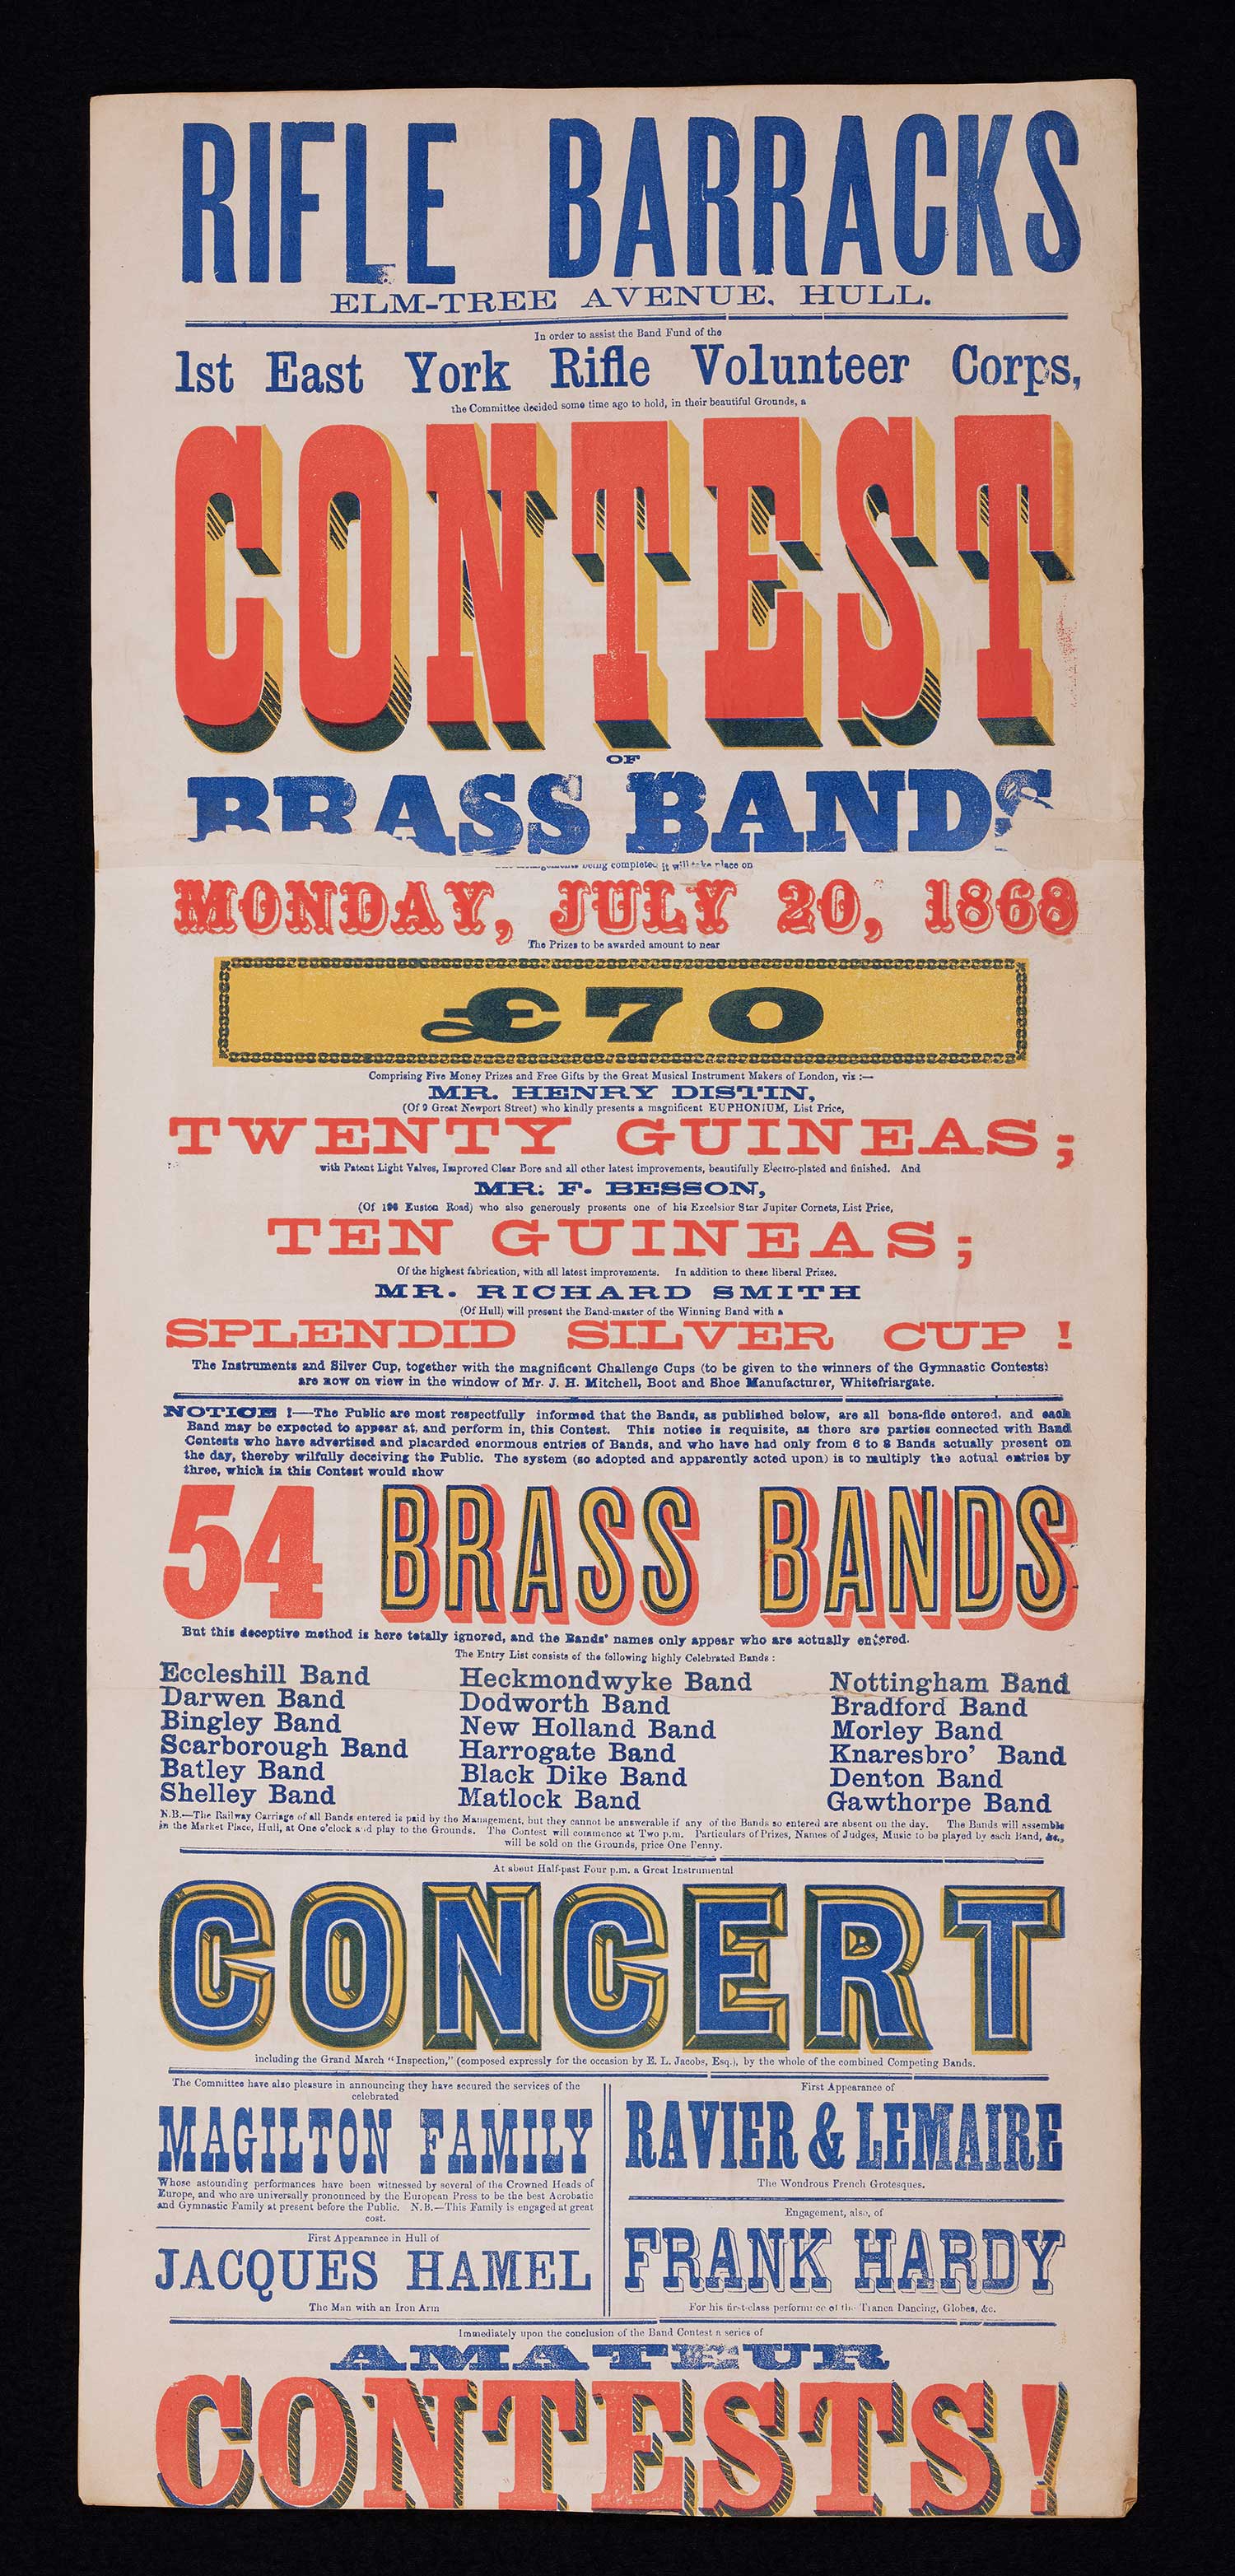 RIFLE BARRACKS
ELM-TREE AVENUE, HULL.
In order to assist the Band Fund of the
1st East York Rifle Volunteer Corps,
the Committee decided some time ago to hold, in their beautiful Grounds, a
CONTEST
OF
BRASS BANDS
being completed it will take place on
MONDAY, JULY 20, 1868
The Prizes to be awarded amount to near
£70
Comprising Five Money Prizes and Free Gifts by the Great Musical Instrument Makers of London, viz :—
MR. HENRY DISTIN,
(Of 9 Great Newport Street) who kindly presents a magnificent EUPHONIUM, List Price,
TWENTY GUINEAS;
with Patent Light Valves, Improved Clear Bore and all other latest improvements, beautifully Electro-plated and finished. And
MR. F. BESSON,
(Of 198 Euston Road) who also generously presents one of his Excelsior Star Jupiter Cornets, List Price,
TEN GUINEAS;
Of the highest fabrication, with all latest improvements. In addition to these liberal Prizes.
MR. RICHARD SMITH
(Of Hull) will present the Band-master of the Winning Band with a
SPLENDID SILVER CUP !
The Instruments and Silver Cup, together with the magnificent Challenge Cups (to be given to the winners of the Gymnastic Contests)
are now on view in the window of Mr. J. H. Mitchell, Boot and Shoe Manufacturer, Whitefriargate.
NOTICE !—The Public are most respectfully informed that the Bands, as published below, are all bona-fide entered, and each
Band may be expected to appear at, and perform in, this Contest. This notice is requisite, as there are parties connected with Band
Contests who have advertised and placarded enormous entries of Bands, and who have had only from 6 to 8 Bands actually present on
the day, thereby wilfully deceiving the Public. The system (so adopted and apparently acted upon) is to multiply the actual entries by
three, which in this Contest would show
54 BRASS BANDS
But this deceptive method is here totally ignored, and the Bands' names only appear who are actually entered.
The Entry List consists of the following highly Celebrated Bands :
Eccleshill Band
Darwen Band
Bingley Band
Scarborough Band
Batley Band
Shelley Band
Heckmondwyke Band
Dodworth Band
New Holland Band
Harrogate Band
Black Dike Band
Matlock Band
Nottingham Band
Bradford Band
Morley Band
Knaresbro' Band
Denton Band
Gawthorpe Band
N.B.—The Railway Carriage of all Bands entered is paid by the Management, but they cannot be answerable if any of the Bands so entered are absent on the day. The Bands will assemble
in the Market Place, Hull, at One o'clock and play to the Grounds. The Contest will commence at Two p.m. Particulars of Prizes, Names of Judges, Music to be played by each Band, &c.,
will be sold on the Grounds, price One Penny.
At about Half-past Four p.m. a Great Instrumental
CONCERT
including the Grand March "Inspection," (composed expressly for the occasion by E. L. Jacobs, Esq.), by the whole of the combined Competing Bands.
The Committee have also pleasure in announcing they have secured the services of the
celebrated
MAGILTON FAMILY
Whose astounding performances have been witnessed by several of the Crowned Heads of
Europe, and who are universally pronounced by the European Press to be the best Acrobatic
and Gymnastic Family at present before the Public. N.B.—This Family is engaged at great
cost.
First Appearance in Hull of
JACQUES HAMEL
The Man with an Iron Arm
First Appearance of
RAVIER & LEMAIRE
The Wondrous French Grotesques.
Engagement, also, of
FRANK HARDY
For his first-class performance of the Tranca Dancing, Globes, &c.
Immediately upon the conclusion of the Band Contest a series of
AMATEUR
CONTESTS!